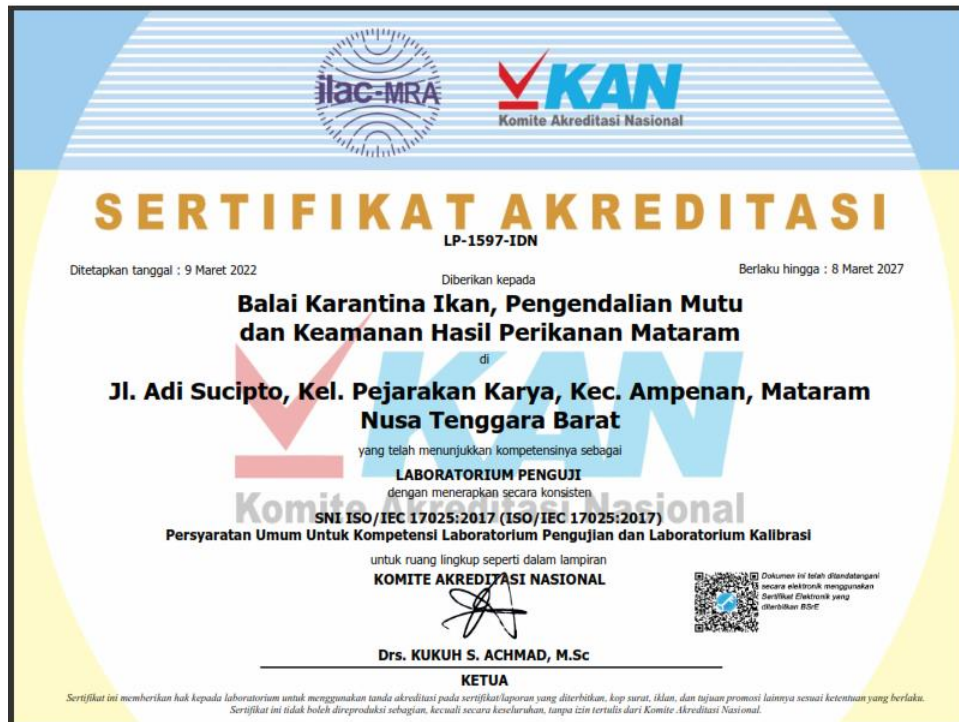 ilac-MRA
KAN
Komite Akreditasi Nasional
SERTIFIKAT AKREDITASI
LP-1597-IDN
Ditetapkan tanggal : 9 Maret 2022
Berlaku hingga : 8 Maret 2027
Diberikan kepada
Balai Karantina Ikan, Pengendalian Mutu
dan Keamanan Hasil Perikanan Mataram
di
Jl. Adi Sucipto, Kel. Pejarakan Karya, Kec. Ampenan, Mataram
Nusa Tenggara Barat
yang telah menunjukkan kompetensinya sebagai
LABORATORIUM PENGUJI
dengan menerapkan secara konsisten
KAN
Komite Akreditasi Nasional
SNI ISO/IEC 17025:2017 (ISO/IEC 17025:2017)
Persyaratan Umum Untuk Kompetensi Laboratorium Pengujian dan Laboratorium Kalibrasi
untuk ruang lingkup seperti dalam lampiran
KOMITE AKREDITASI NASIONAL
Dokumen ini telah ditandatangani
secara elektronik menggunakan
Sertifikat Elektronik yang
diterbitkan BSrE
Drs. KUKUH S. ACHMAD, M.Sc
KETUA
Sertifikat ini memberikan hak kepada laboratorium untuk menggunakan tanda akreditasi pada sertifikat/laporan yang diterbitkan, kop surat, iklan, dan tujuan promosi lainnya sesuai ketentuan yang berlaku.
Sertifikat ini tidak boleh direproduksi sebagian, kecuali secara keseluruhan, tanpa izin tertulis dari Komite Akreditasi Nasional.